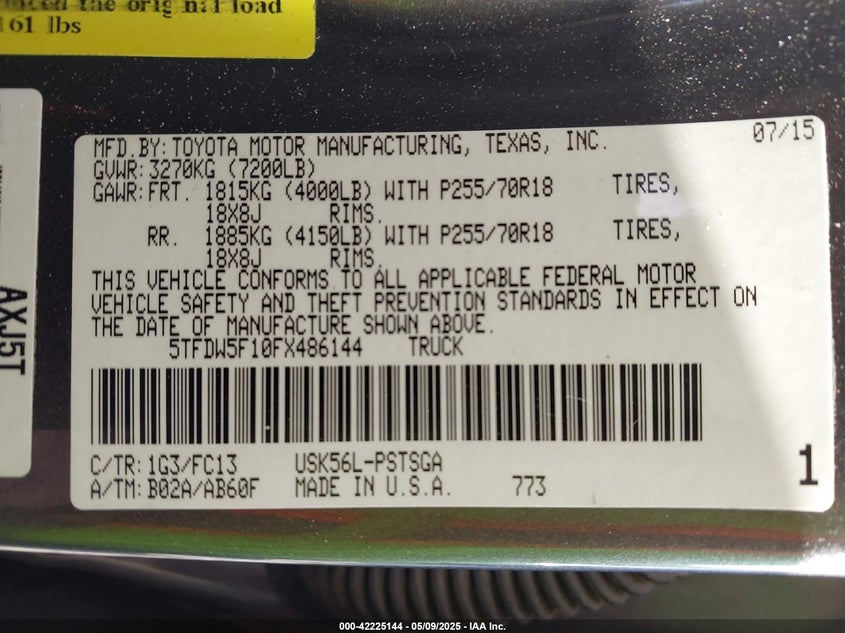 the orig nal load
161 lbs
07/15
MFD.BY:TOYOTA MOTOR MANUFACTURING, TEXAS, INC.
GVWR:3270KG (7200LB)
GAWR:FRT. 1815KG (4000LB) WITH P255/70R18 TIRES,
18X8J RIMS.
RR. 1885KG (4150LB) WITH P255/70R18 TIRES,
18X8J RIMS.
THIS VEHICLE CONFORMS TO ALL APPLICABLE FEDERAL MOTOR
VEHICLE SAFETY AND THEFT PREVENTION STANDARDS IN EFFECT ON
THE DATE OF MANUFACTURE SHOWN ABOVE.
5TFDW5F10FX486144 TRUCK
C/TR:1G3/FC13 USK56L-PSTSGA
A/TM:B02A/AB60F MADE IN U.S.A. 773
1
AXJ5T
000-42225144 - 05/09/2025 - IAA Inc.